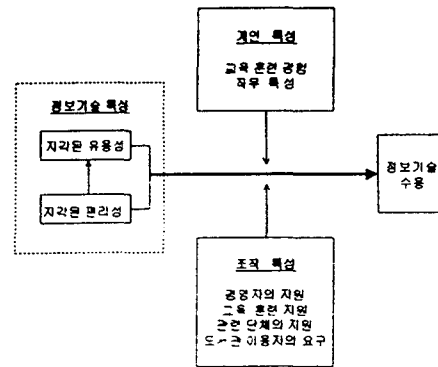 개인 특성
교육 훈련 경험
직무 특성
정보기술 특성
지각된 유용성
지각된 편리성
정보기술
수용
조직 특성
경영자의 지원
교육 훈련 지원
관련 단체의 지원
도서관 이용자의 요구